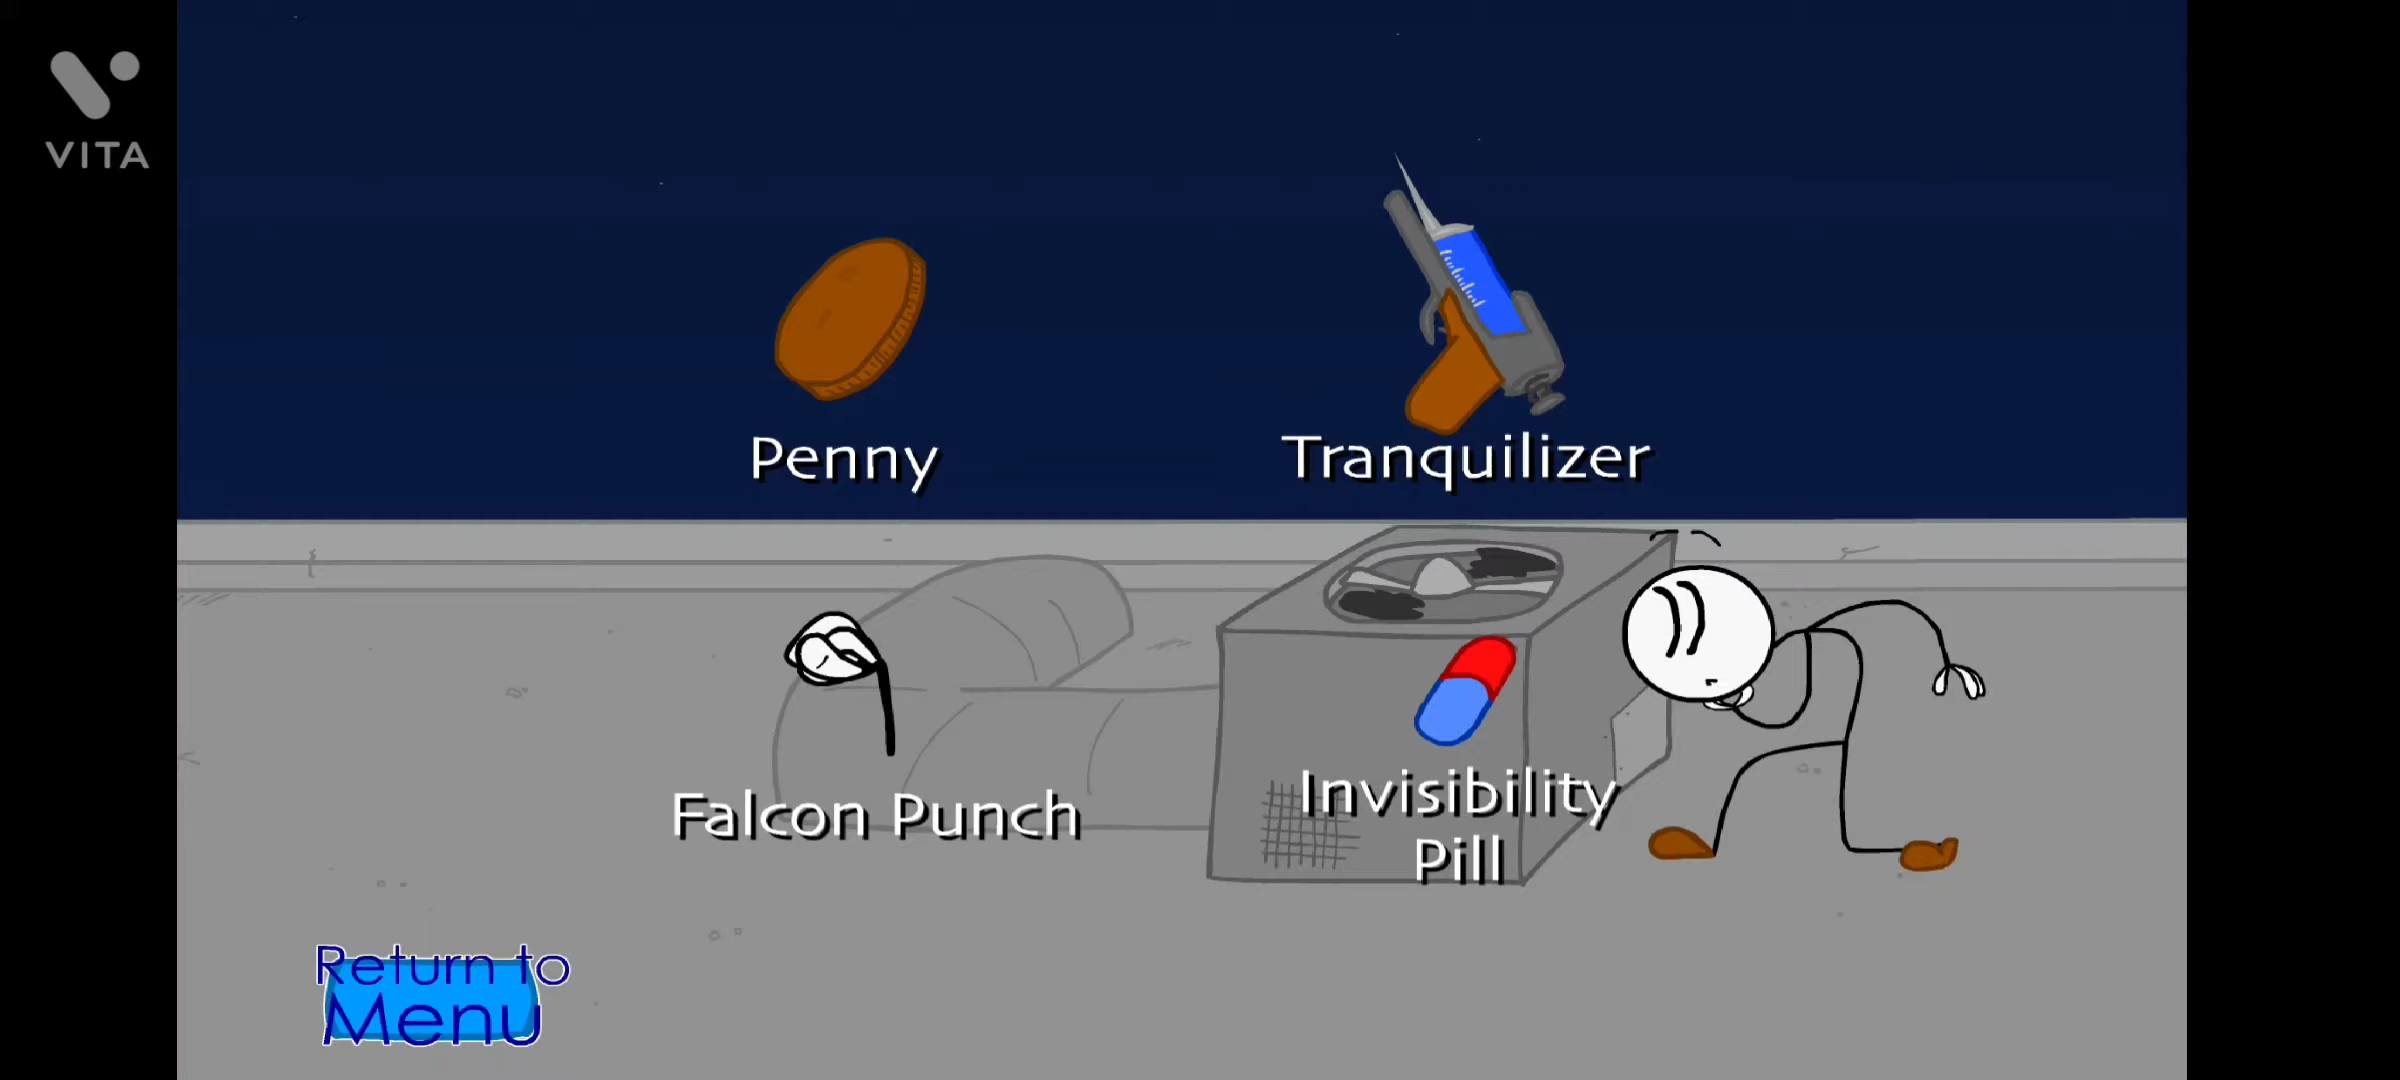 VITA
Penny
Tranquilizer
Falcon Punch
Invisibility
Pill
Return to
Menu